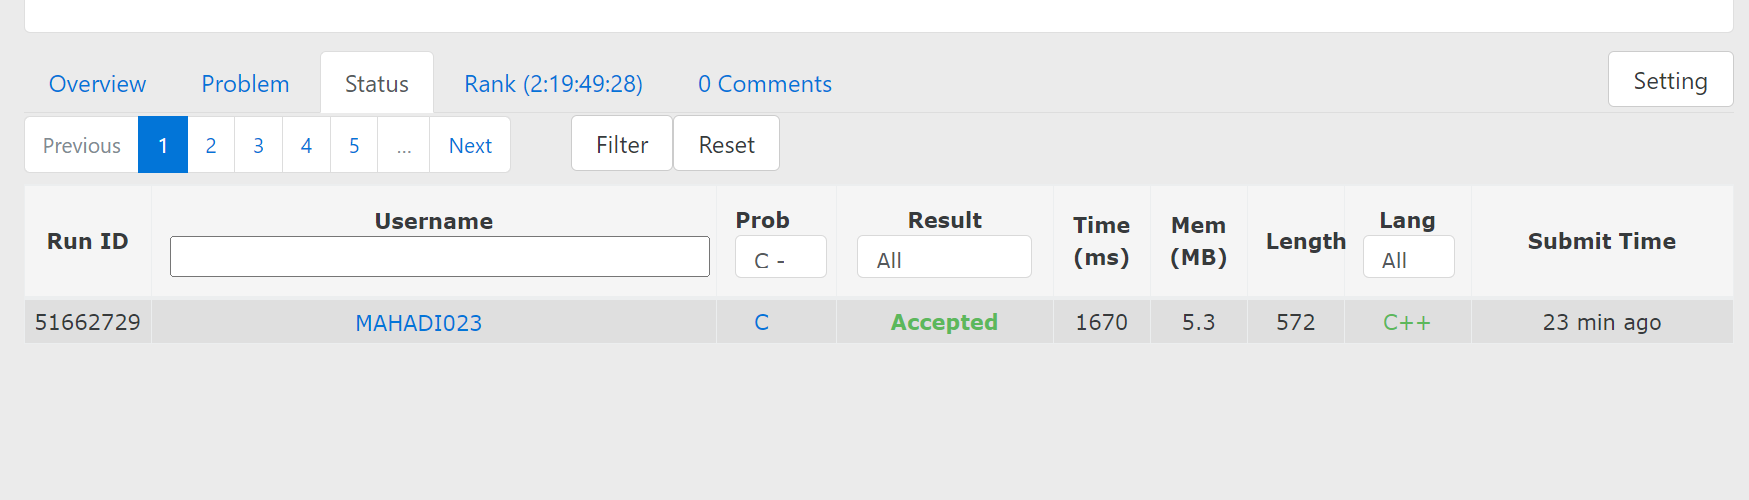 Overview Problem Status Rank (2:19:49:28) 0 Comments Setting
Previous 1 2 3 4 5 ... Next Filter Reset
Run ID Username Prob Result Time (ms) Mem (MB) Length Lang Submit Time
C - All All
51662729 MAHADI023 C Accepted 1670 5.3 572 C++ 23 min ago